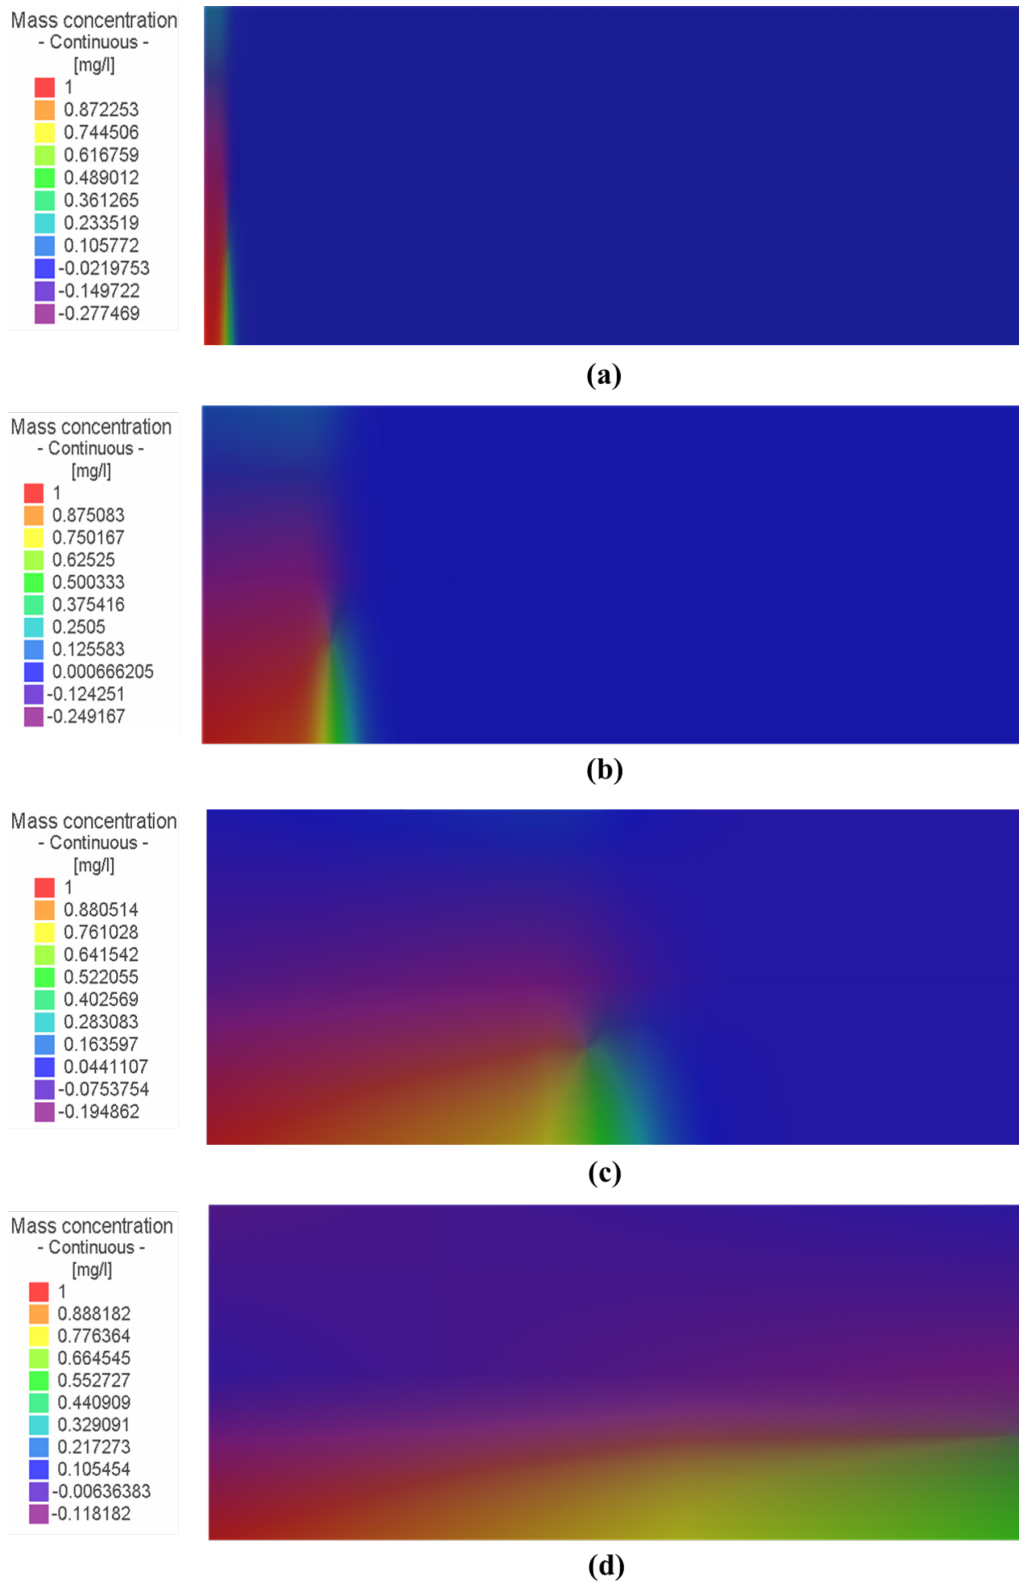 Mass concentration
- Continuous -
[mg/l]
1
0.872253
0.744506
0.616759
0.489012
0.361265
0.233519
0.105772
-0.0219753
-0.149722
-0.277469
(a)
Mass concentration
- Continuous -
[mg/l]
1
0.875083
0.750167
0.62525
0.500333
0.375416
0.2505
0.125583
0.000666205
-0.124251
-0.249167
(b)
Mass concentration
- Continuous -
[mg/l]
1
0.880514
0.761028
0.641542
0.522055
0.402569
0.283083
0.163597
0.0441107
-0.0753754
-0.194862
(c)
Mass concentration
- Continuous -
[mg/l]
1
0.888182
0.776364
0.664545
0.552727
0.440909
0.329091
0.217273
0.105454
-0.00636383
-0.118182
(d)